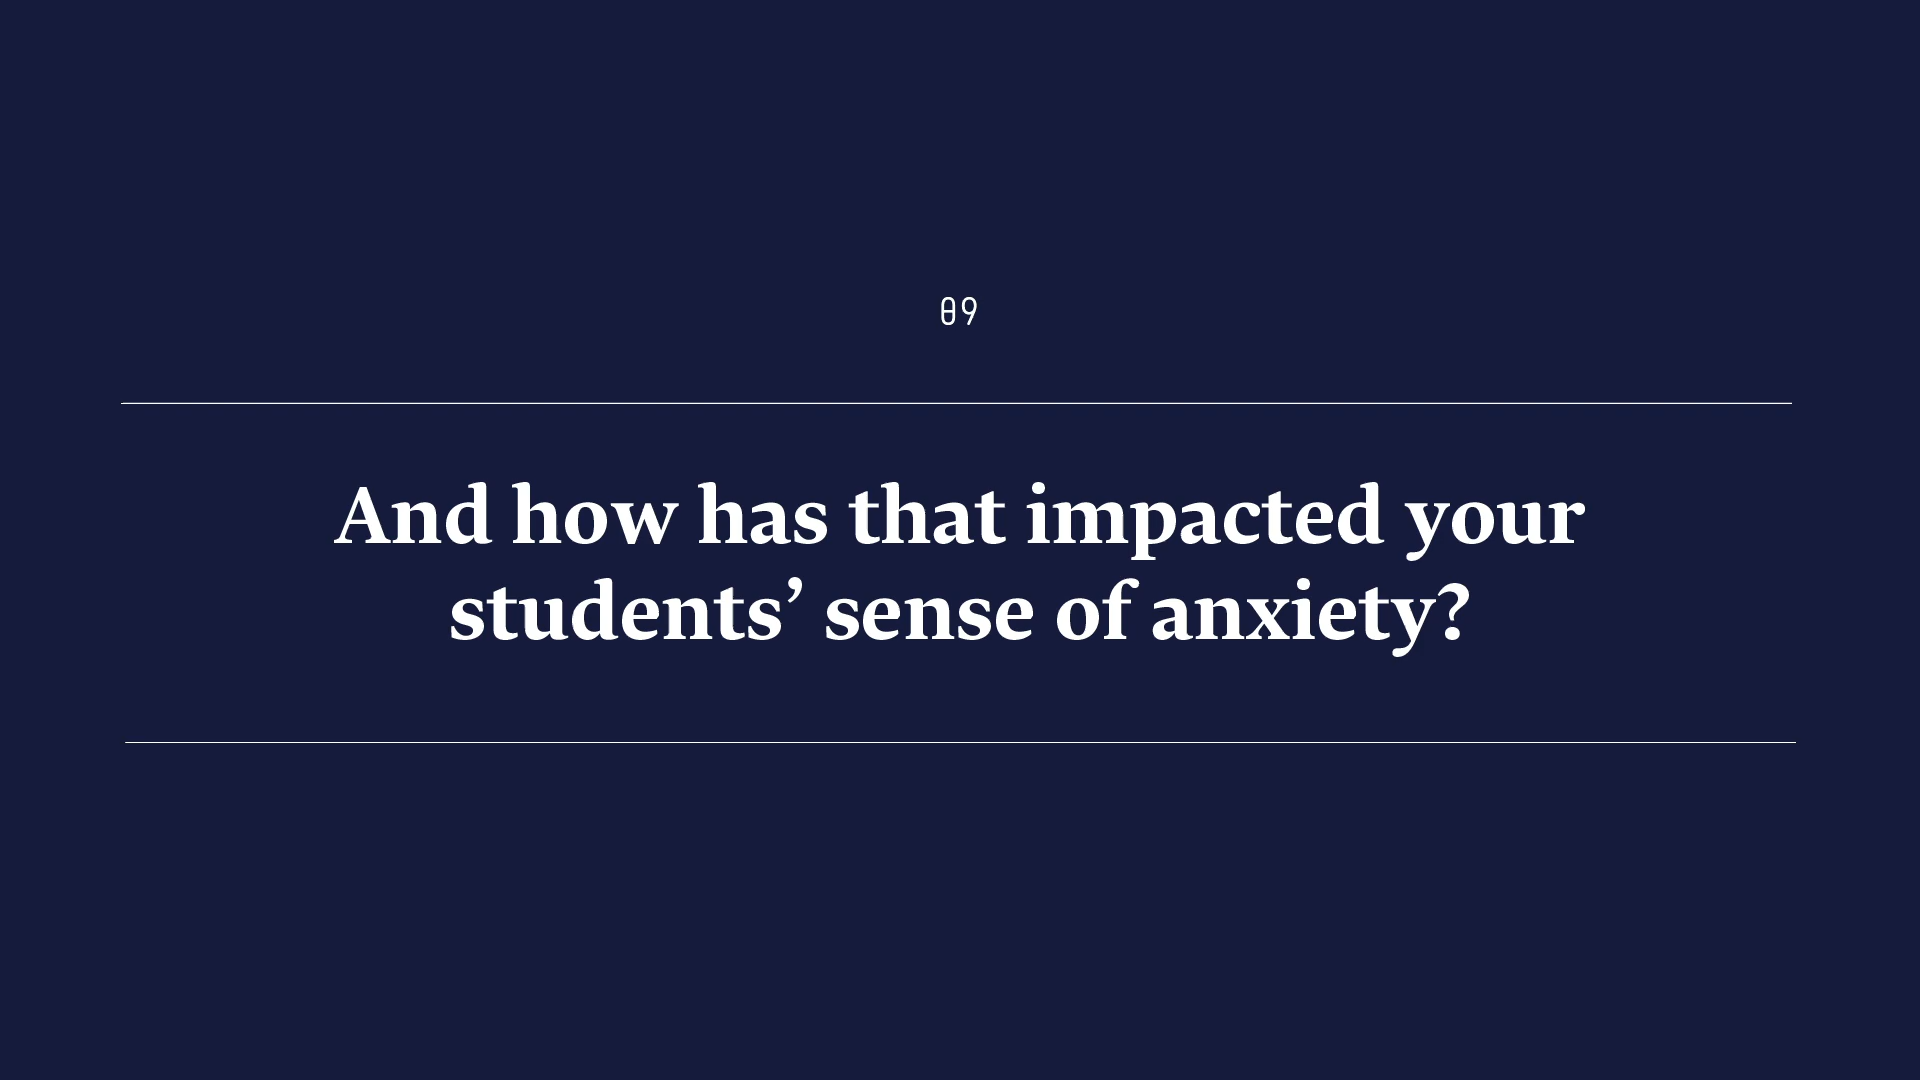 09
And how has that impacted your
students’ sense of anxiety?